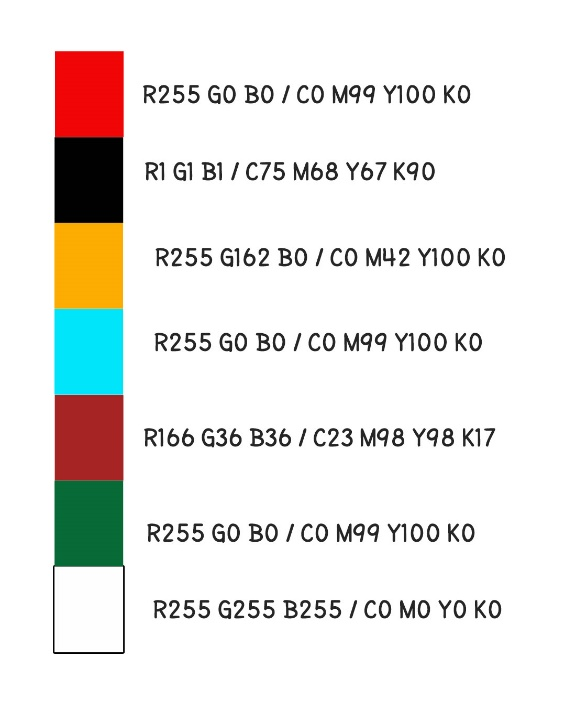 R255 G0 B0 / C0 M99 Y100 K0
R1 G1 B1 / C75 M68 Y67 K90
R255 G162 B0 / C0 M42 Y100 K0
R255 G0 B0 / C0 M99 Y100 K0
R166 G36 B36 / C23 M98 Y98 K17
R255 G0 B0 / C0 M99 Y100 K0
R255 G255 B255 / C0 M0 Y0 K0